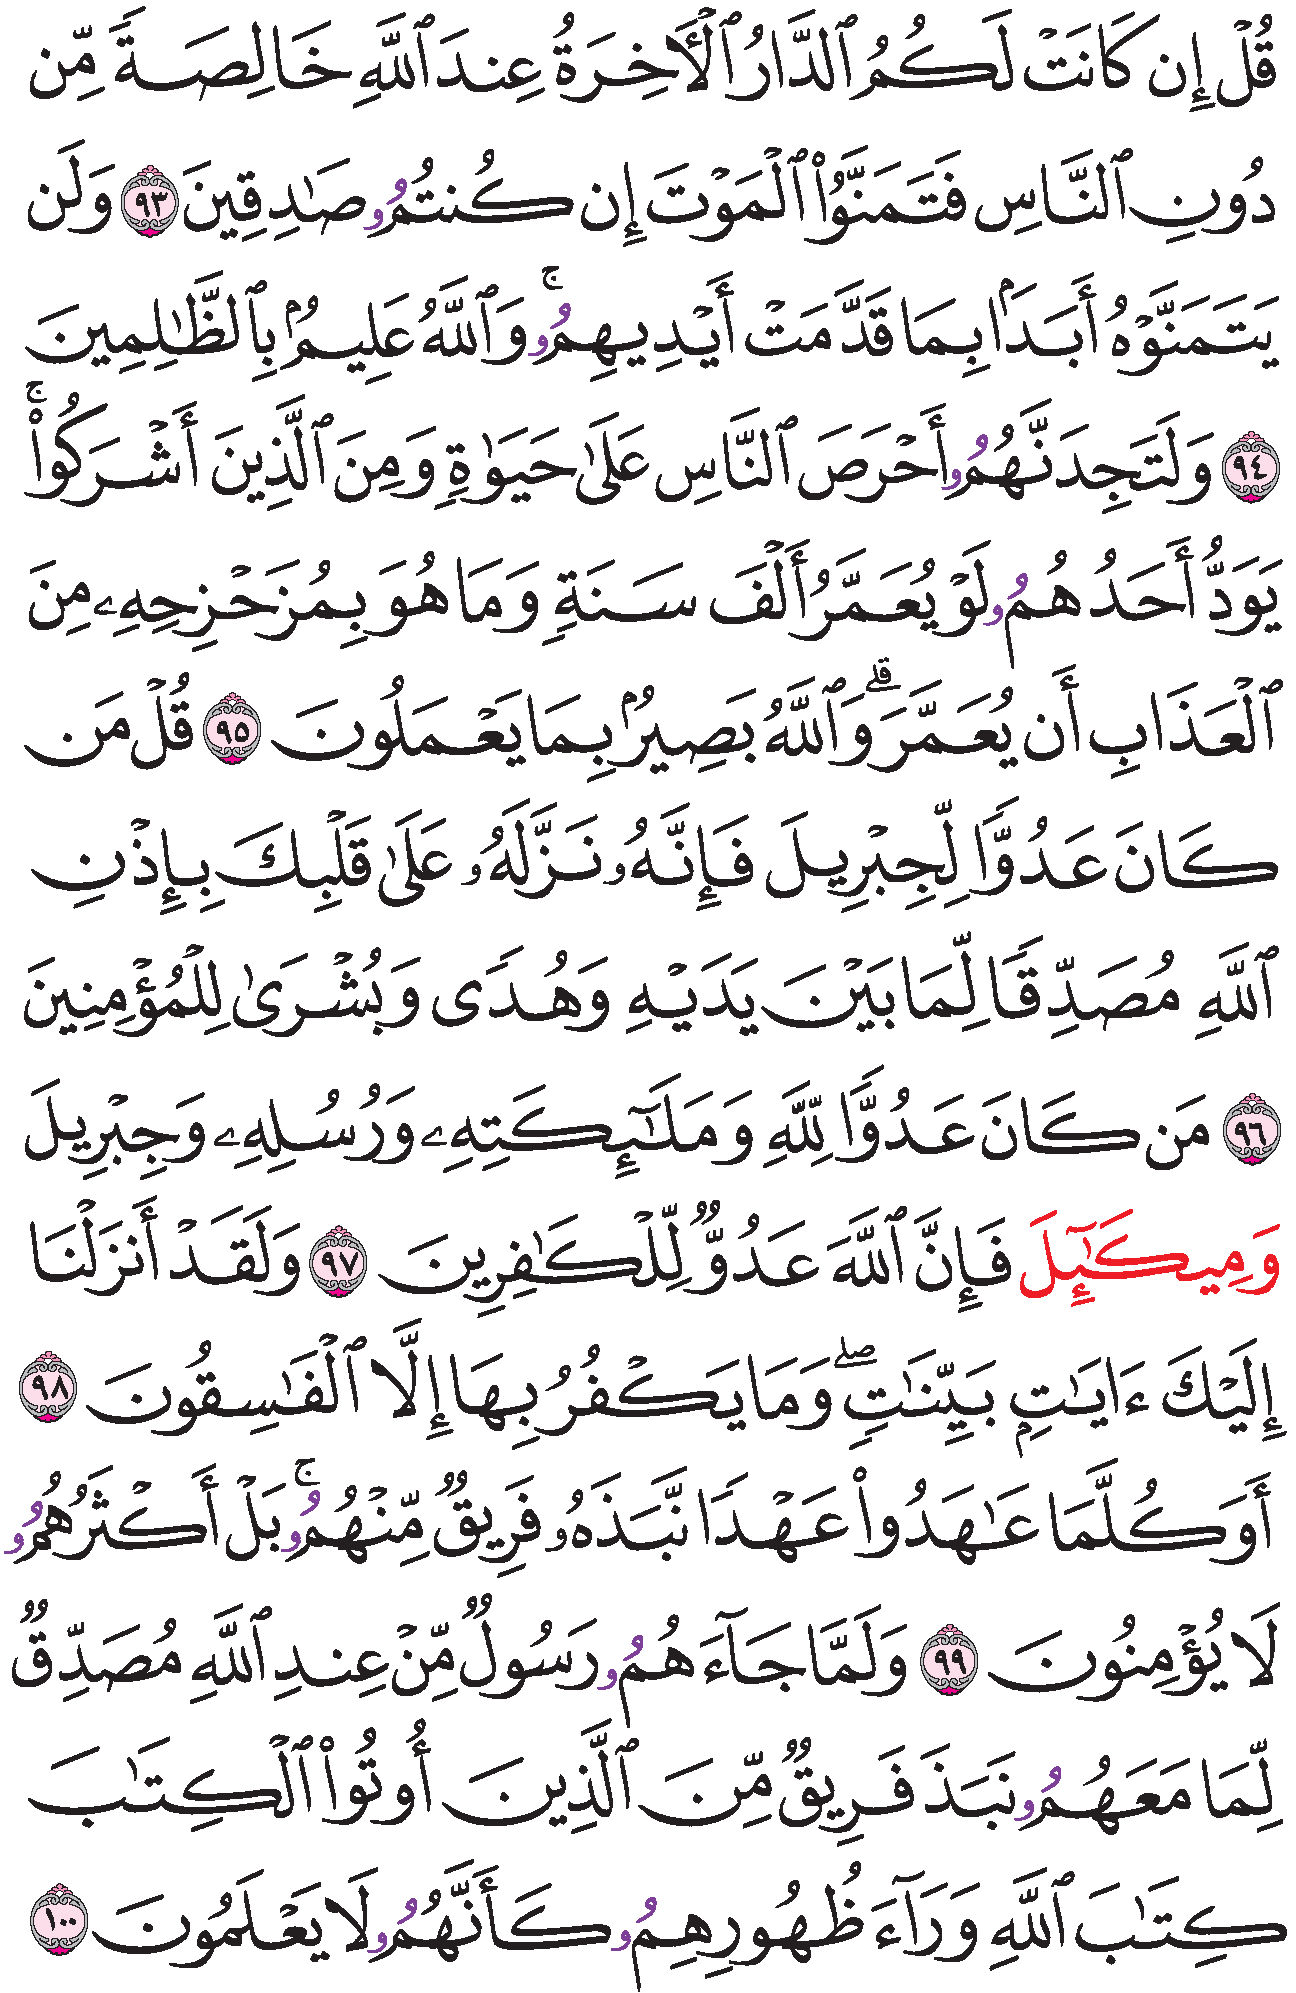 قُلْ إِن كَانَتْ لَكُمُ ٱلدَّارُ ٱلْأَخِرَةُ عِندَ ٱللَّهِ خَالِصَةً مِّن
دُونِ ٱلنَّاسِ فَتَمَنَّوُاْ ٱلْمَوْتَ إِن كُنتُمُۥ صَٰدِقِينَ ٩٣ وَلَن
يَتَمَنَّوْهُ أَبَدَۢا بِمَا قَدَّمَتْ أَيْدِيهِمُۥۚ وَٱللَّهُ عَلِيمُۢ بِٱلظَّٰلِمِينَ
٩٤ وَلَتَجِدَنَّهُمُۥ أَحْرَصَ ٱلنَّاسِ عَلَىٰ حَيَوٰةٖ وَمِنَ ٱلَّذِينَ أَشْرَكُواْۚ
يَوَدُّ أَحَدُهُمُۥ لَوْ يُعَمَّرُ أَلْفَ سَنَةٖ وَمَا هُوَ بِمُزَحْزِحِهِۦ مِنَ
ٱلْعَذَابِ أَن يُعَمَّرَۗ وَٱللَّهُ بَصِيرُۢ بِمَا يَعْمَلُونَ ٩٥ قُلْ مَن
كَانَ عَدُوّٗا لِّجِبْرِيلَ فَإِنَّهُۥ نَزَّلَهُۥ عَلَىٰ قَلْبِكَ بِإِذْنِ
ٱللَّهِ مُصَدِّقٗا لِّمَا بَيْنَ يَدَيْهِ وَهُدٗى وَبُشْرَىٰ لِلْمُؤْمِنِينَ
٩٦ مَن كَانَ عَدُوّٗا لِّلَّهِ وَمَلَٰٓئِكَتِهِۦ وَرُسُلِهِۦ وَجِبْرِيلَ
وَمِيكَٰٓئِلَ فَإِنَّ ٱللَّهَ عَدُوّٞ لِّلْكَٰفِرِينَ ٩٧ وَلَقَدْ أَنزَلْنَا
إِلَيْكَ ءَايَٰتِۭ بَيِّنَٰتٖۖ وَمَا يَكْفُرُ بِهَا إِلَّا ٱلْفَٰسِقُونَ ٩٨
أَوَكُلَّمَا عَٰهَدُواْ عَهْدٗا نَّبَذَهُۥ فَرِيقٞ مِّنْهُمُۥۚ بَلْ أَكْثَرُهُمُۥ
لَا يُؤْمِنُونَ ٩٩ وَلَمَّا جَآءَهُمُۥ رَسُولٞ مِّنْ عِندِ ٱللَّهِ مُصَدِّقٞ
لِّمَا مَعَهُمُۥ نَبَذَ فَرِيقٞ مِّنَ ٱلَّذِينَ أُوتُواْ ٱلْكِتَٰبَ
كِتَٰبَ ٱللَّهِ وَرَآءَ ظُهُورِهِمُۥ كَأَنَّهُمُۥ لَا يَعْلَمُونَ ١٠٠